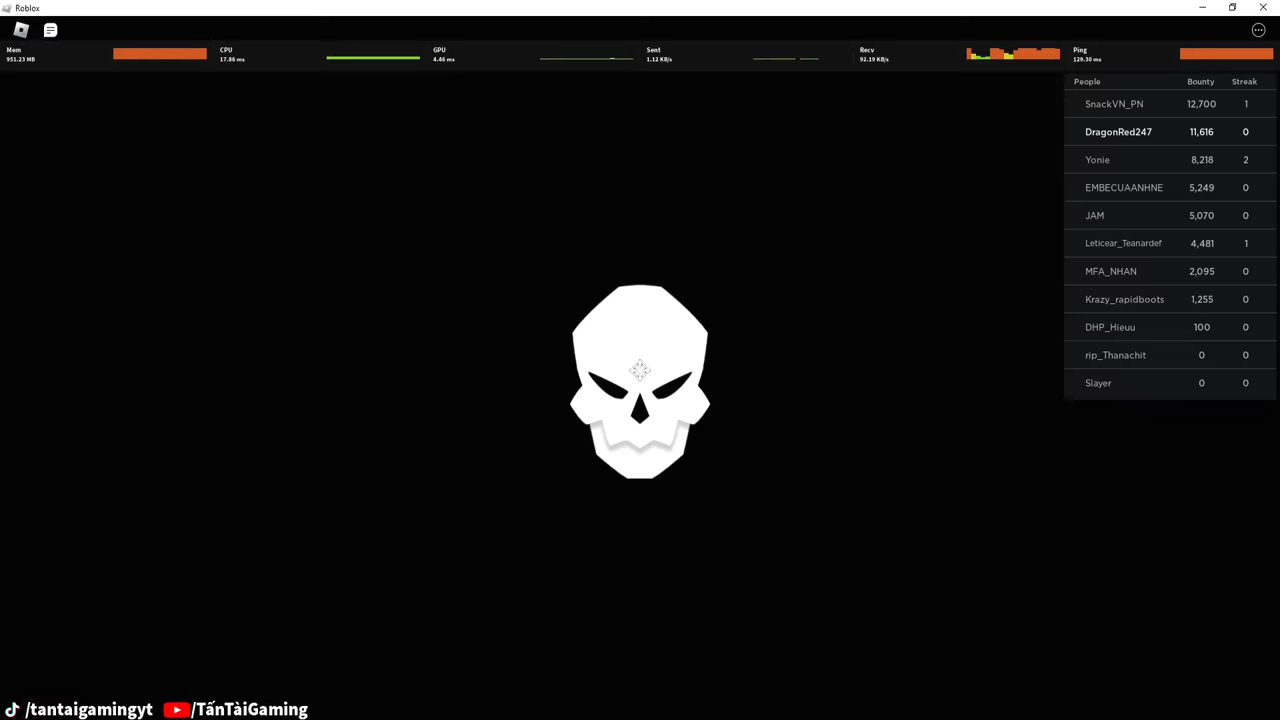 Roblox
Mem CPU GPU Sent Recv Ping
951.23 MB 17.86 ms 4.46 ms 1.12 KB/s 92.19 KB/s 129.30 ms
People Bounty Streak
SnackVN_PN 12,700 1
DragonRed247 11,616 0
Yonie 8,218 2
EMBECUAANHNE 5,249 0
JAM 5,070 0
Leticear_Teanardef 4,481 1
MFA_NHAN 2,095 0
Krazy_rapidboots 1,255 0
DHP_Hieuu 100 0
rip_Thanachit 0 0
Slayer 0 0
/tantaigamingyt /TấnTàiGaming